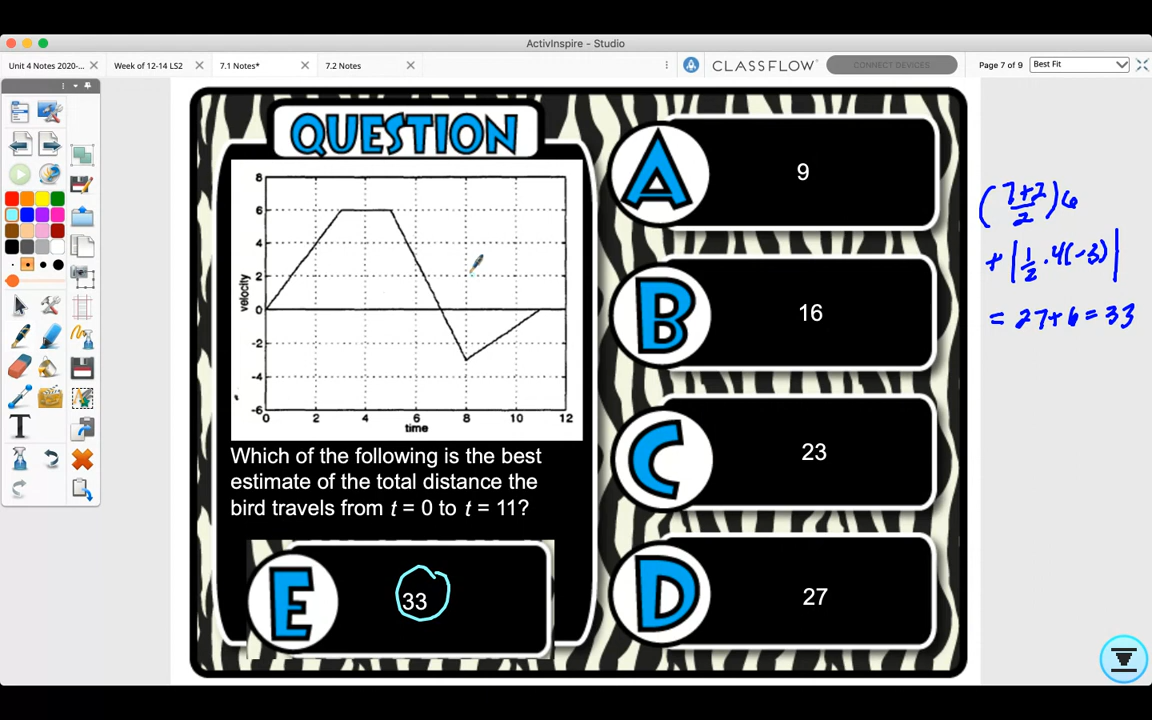 ActivInspire - Studio
Unit 4 Notes 2020-... Week of 12-14 LS2 7.1 Notes* 7.2 Notes
CLASSFLOW CONNECT DEVICES Page 7 of 9 Best Fit
QUESTION
8
6
4
2
0
-2
-4
-6
velocity
0 2 4 6 8 10 12
time
Which of the following is the best
estimate of the total distance the
bird travels from t = 0 to t = 11?
A 9
B 16
C 23
D 27
E 33
(7+2/2)6
+|1/2·4(-3)|
= 27+6=33
T